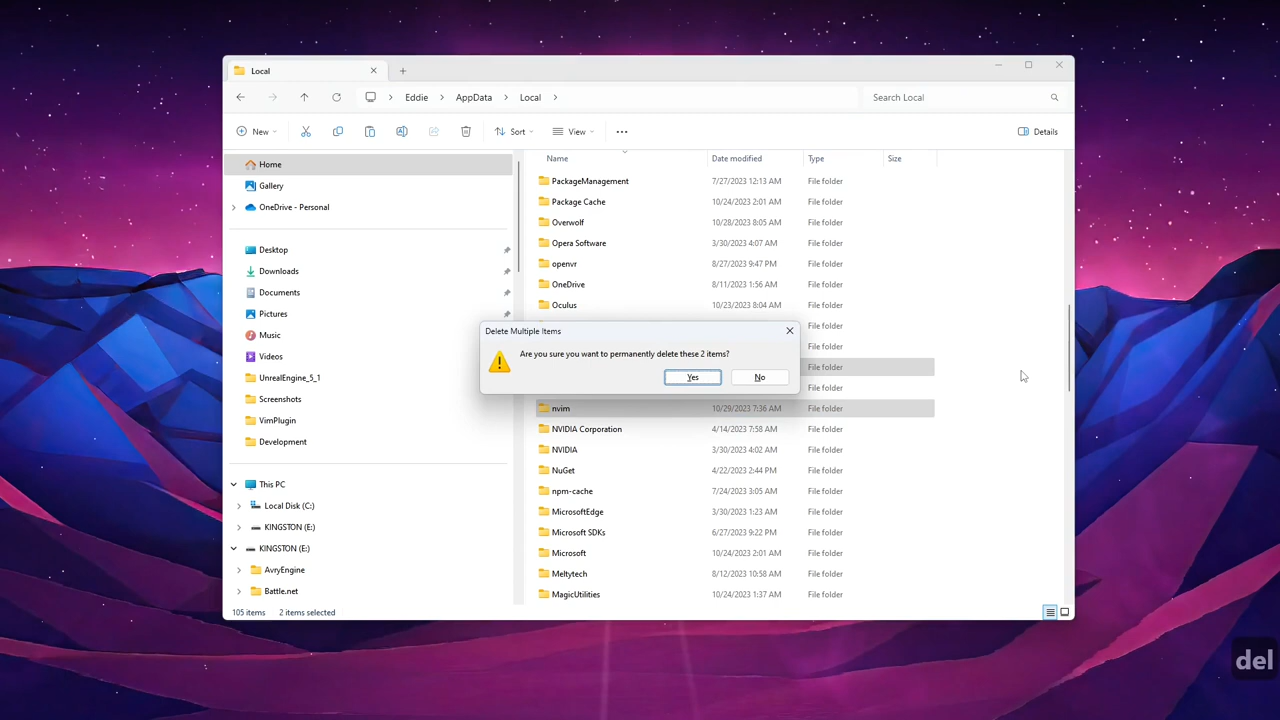 Local
Eddie
AppData
Local
Search Local
New
Sort
View
Details
Home
Gallery
OneDrive - Personal
Desktop
Downloads
Documents
Pictures
Music
Videos
UnrealEngine_5_1
Screenshots
VimPlugin
Development
This PC
Local Disk (C:)
KINGSTON (E:)
KINGSTON (E:)
AvryEngine
Battle.net
Name Date modified Type Size
PackageManagement 7/27/2023 12:13 AM File folder
Package Cache 10/24/2023 2:01 AM File folder
Overwolf 10/28/2023 8:05 AM File folder
Opera Software 3/30/2023 4:07 AM File folder
openvr 8/27/2023 9:47 PM File folder
OneDrive 8/11/2023 1:56 AM File folder
Oculus 10/23/2023 8:04 AM File folder
File folder
File folder
File folder
File folder
Delete Multiple Items
Are you sure you want to permanently delete these 2 items?
Yes No
nvim 10/29/2023 7:36 AM File folder
NVIDIA Corporation 4/14/2023 7:58 AM File folder
NVIDIA 3/30/2023 4:02 AM File folder
NuGet 4/22/2023 2:44 PM File folder
npm-cache 7/24/2023 3:05 AM File folder
MicrosoftEdge 3/30/2023 1:23 AM File folder
Microsoft SDKs 6/27/2023 9:22 PM File folder
Microsoft 10/24/2023 2:01 AM File folder
Meltytech 8/12/2023 10:58 AM File folder
MagicUtilities 10/24/2023 1:37 AM File folder
105 items 2 items selected
del